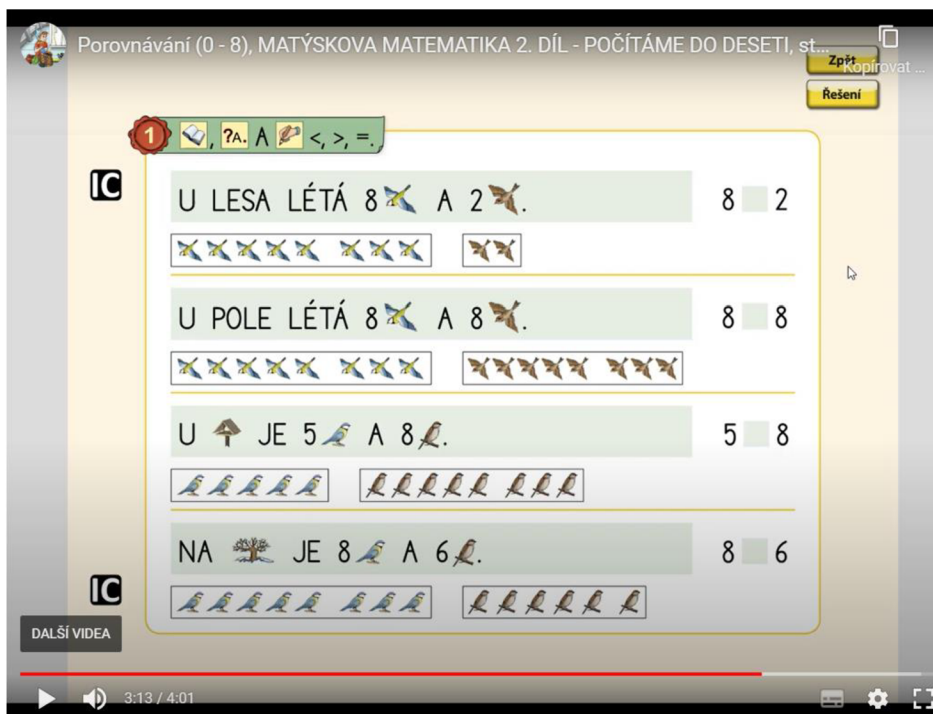 Porovnávání (0 - 8), MATÝSKOVA MATEMATIKA 2. DÍL - POČÍTÁME DO DESETI, st...
Zpět
Kopírovat ...
Řešení
1 , ?A. A <, >, =.
IC
U LESA LÉTÁ 8 A 2 . 8 2
U POLE LÉTÁ 8 A 8 . 8 8
U JE 5 A 8 . 5 8
NA JE 8 A 6 . 8 6
IC
DALŠÍ VIDEA
3:13 / 4:01